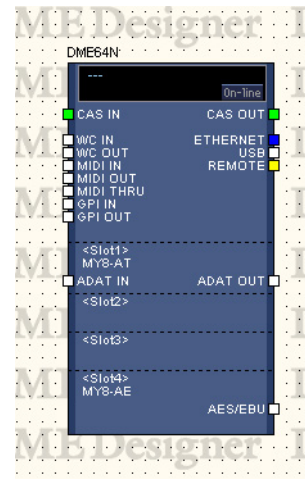 ME Designer
DME64N
---
On-line
CAS IN CAS OUT
WC IN ETHERNET
WC OUT USB
MIDI IN REMOTE
MIDI OUT
MIDI THRU
GPI IN
GPI OUT
<Slot1>
MY8-AT
ADAT IN ADAT OUT
<Slot2>
<Slot3>
<Slot4>
MY8-AE
AES/EBU
ME Designer